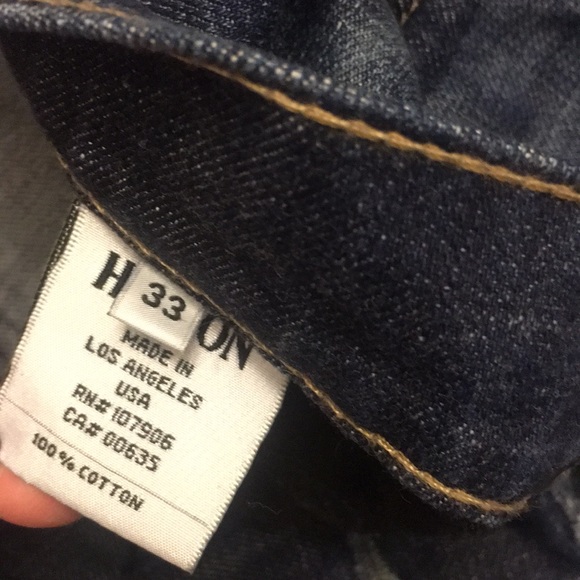 H ON
33
MADE IN
LOS ANGELES
USA
RN# 107906
CA# 00635
100% COTTON